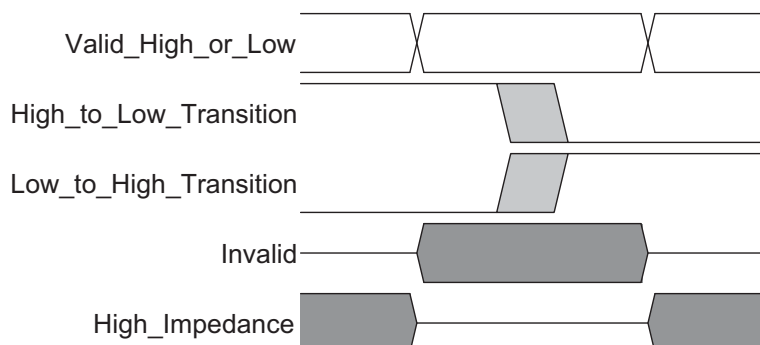 Valid_High_or_Low
High_to_Low_Transition
Low_to_High_Transition
Invalid
High_Impedance